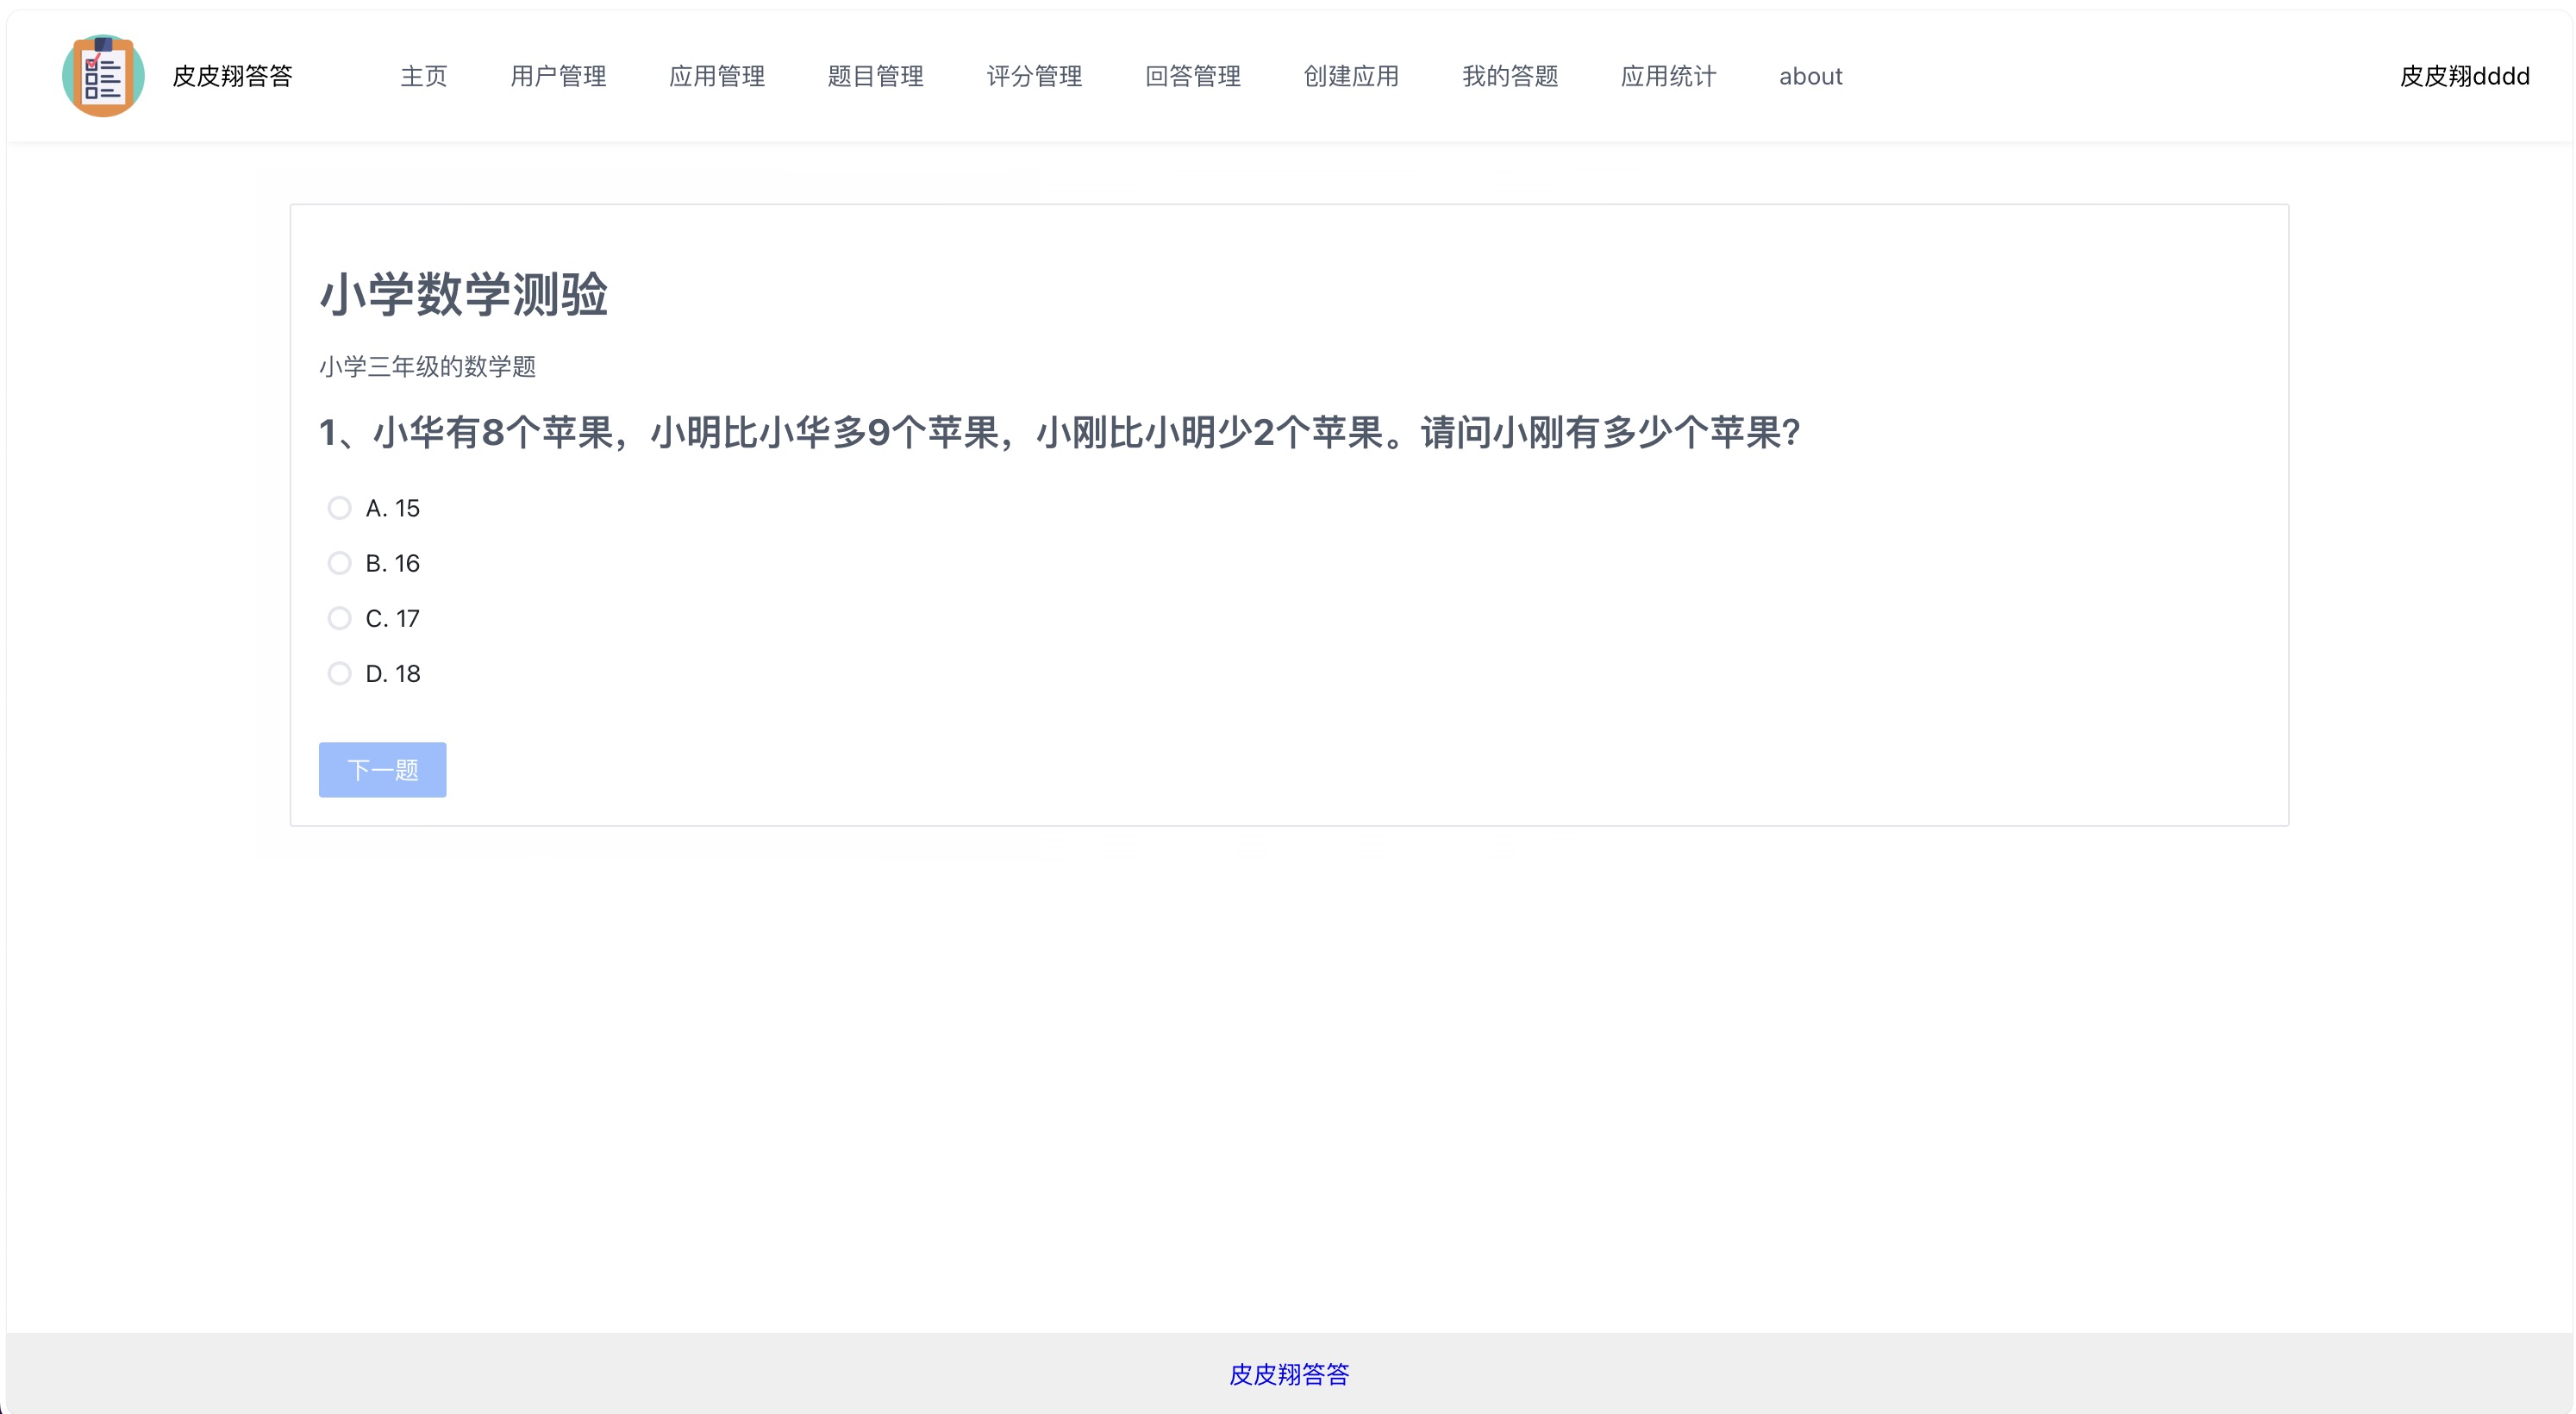 皮皮翔答答 主页 用户管理 应用管理 题目管理 评分管理 回答管理 创建应用 我的答题 应用统计 about 皮皮翔dddd
小学数学测验
小学三年级的数学题
1、小华有8个苹果，小明比小华多9个苹果，小刚比小明少2个苹果。请问小刚有多少个苹果?
A. 15
B. 16
C. 17
D. 18
下一题
皮皮翔答答